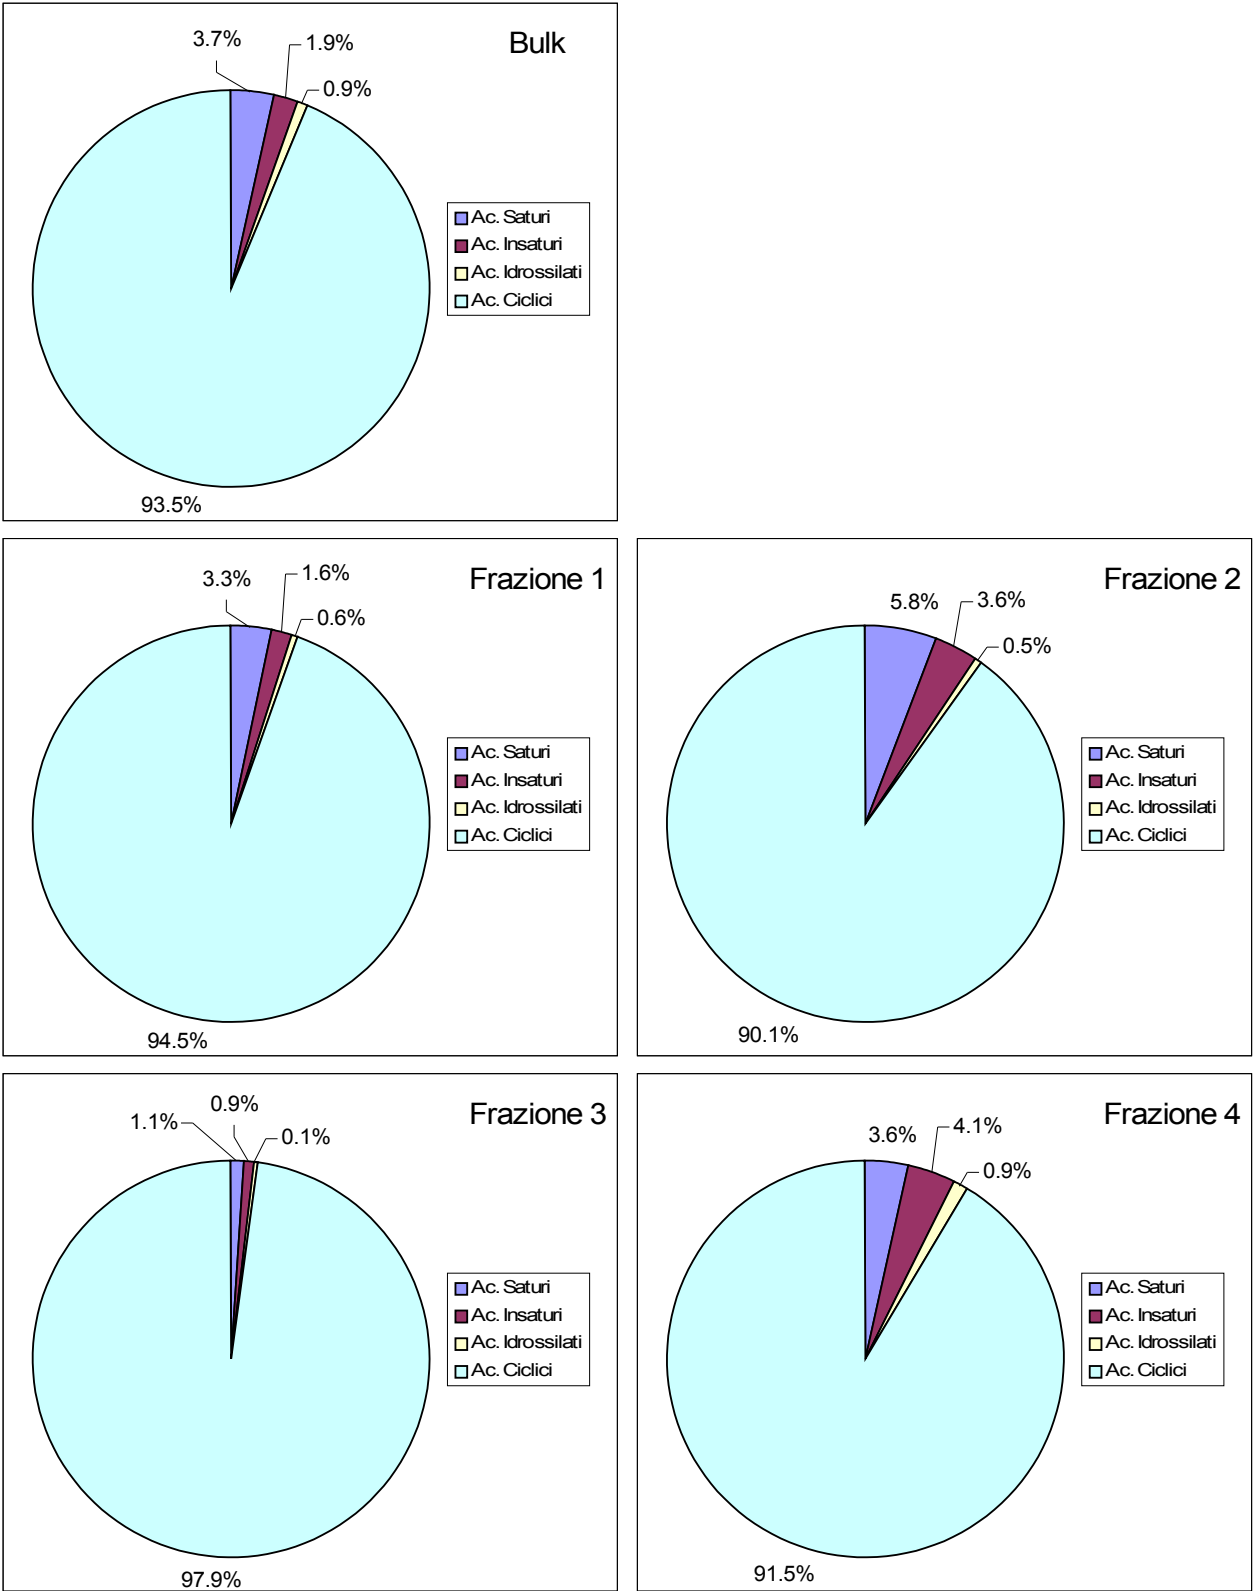 Bulk
3.7%
1.9%
0.9%
Ac. Saturi
Ac. Insaturi
Ac. Idrossilati
Ac. Ciclici
93.5%
Frazione 1
3.3%
1.6%
0.6%
Ac. Saturi
Ac. Insaturi
Ac. Idrossilati
Ac. Ciclici
94.5%
Frazione 2
5.8%
3.6%
0.5%
Ac. Saturi
Ac. Insaturi
Ac. Idrossilati
Ac. Ciclici
90.1%
Frazione 3
1.1%
0.9%
0.1%
Ac. Saturi
Ac. Insaturi
Ac. Idrossilati
Ac. Ciclici
97.9%
Frazione 4
3.6%
4.1%
0.9%
Ac. Saturi
Ac. Insaturi
Ac. Idrossilati
Ac. Ciclici
91.5%